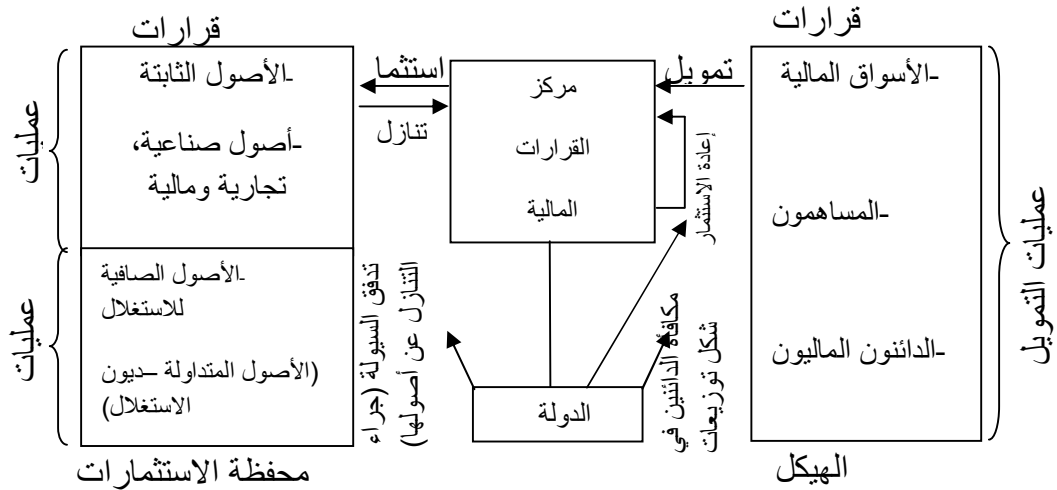 قرارات
-الأسواق المالية
-المساهمون
-الدائنون الماليون
الهيكل
عمليات التمويل
تمويل
مركز
القرارات
المالية
إعادة الاستثمار
مكافأة الدائنين في
شكل توزيعات
الدولة
استثما
تنازل
تدفق السيولة (جراء
التنازل عن أصولها)
قرارات
-الأصول الثابتة
-أصول صناعية،
تجارية ومالية
-الأصول الصافية
للاستغلال
(الأصول المتداولة –ديون
الاستغلال)
محفظة الاستثمارات
عمليات
عمليات